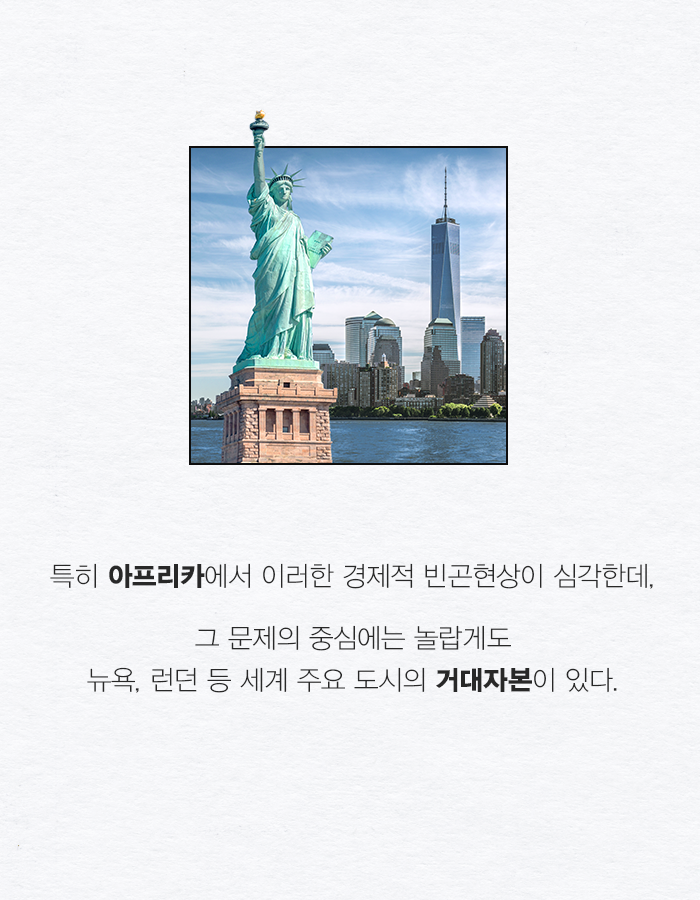 특히 아프리카에서 이러한 경제적 빈곤현상이 심각한데,
그 문제의 중심에는 놀랍게도
뉴욕, 런던 등 세계 주요 도시의 거대자본이 있다.